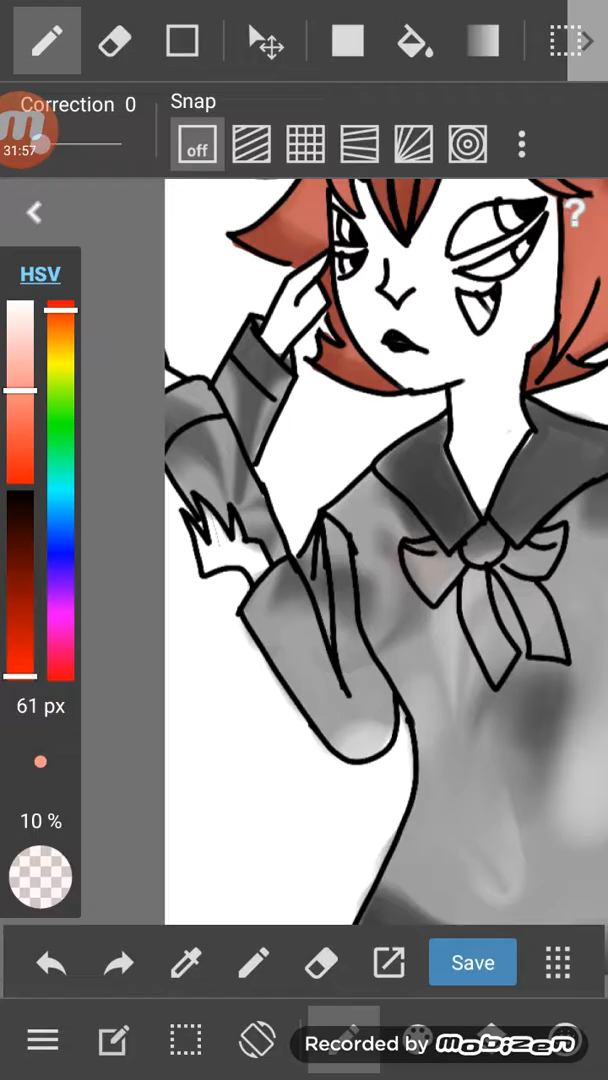 Correction 0
Snap
m
31:57
off
?
HSV
61 px
10 %
Save
Recorded by mobizen